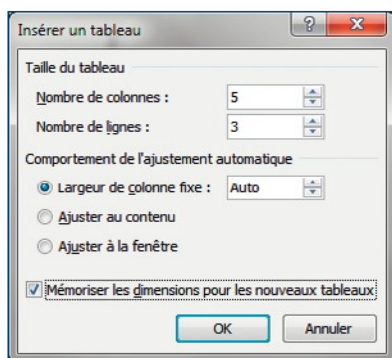 Insérer un tableau
Taille du tableau
Nombre de colonnes : 5
Nombre de lignes : 3
Comportement de l'ajustement automatique
Largeur de colonne fixe : Auto
Ajuster au contenu
Ajuster à la fenêtre
Mémoriser les dimensions pour les nouveaux tableaux
OK Annuler